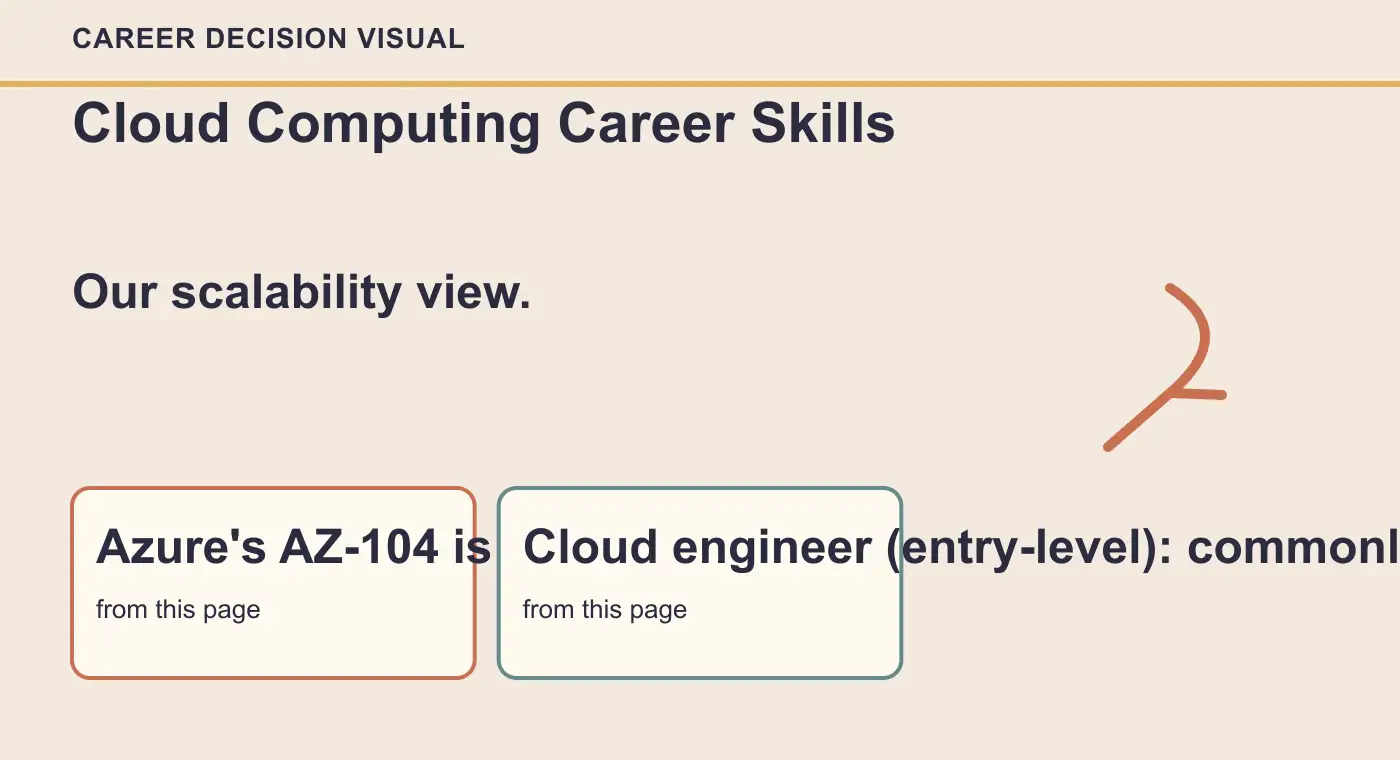 CAREER DECISION VISUAL
Cloud Computing Career Skills
Our scalability view.
Azure's AZ-104 is
from this page
Cloud engineer (entry-level): commonl
from this page